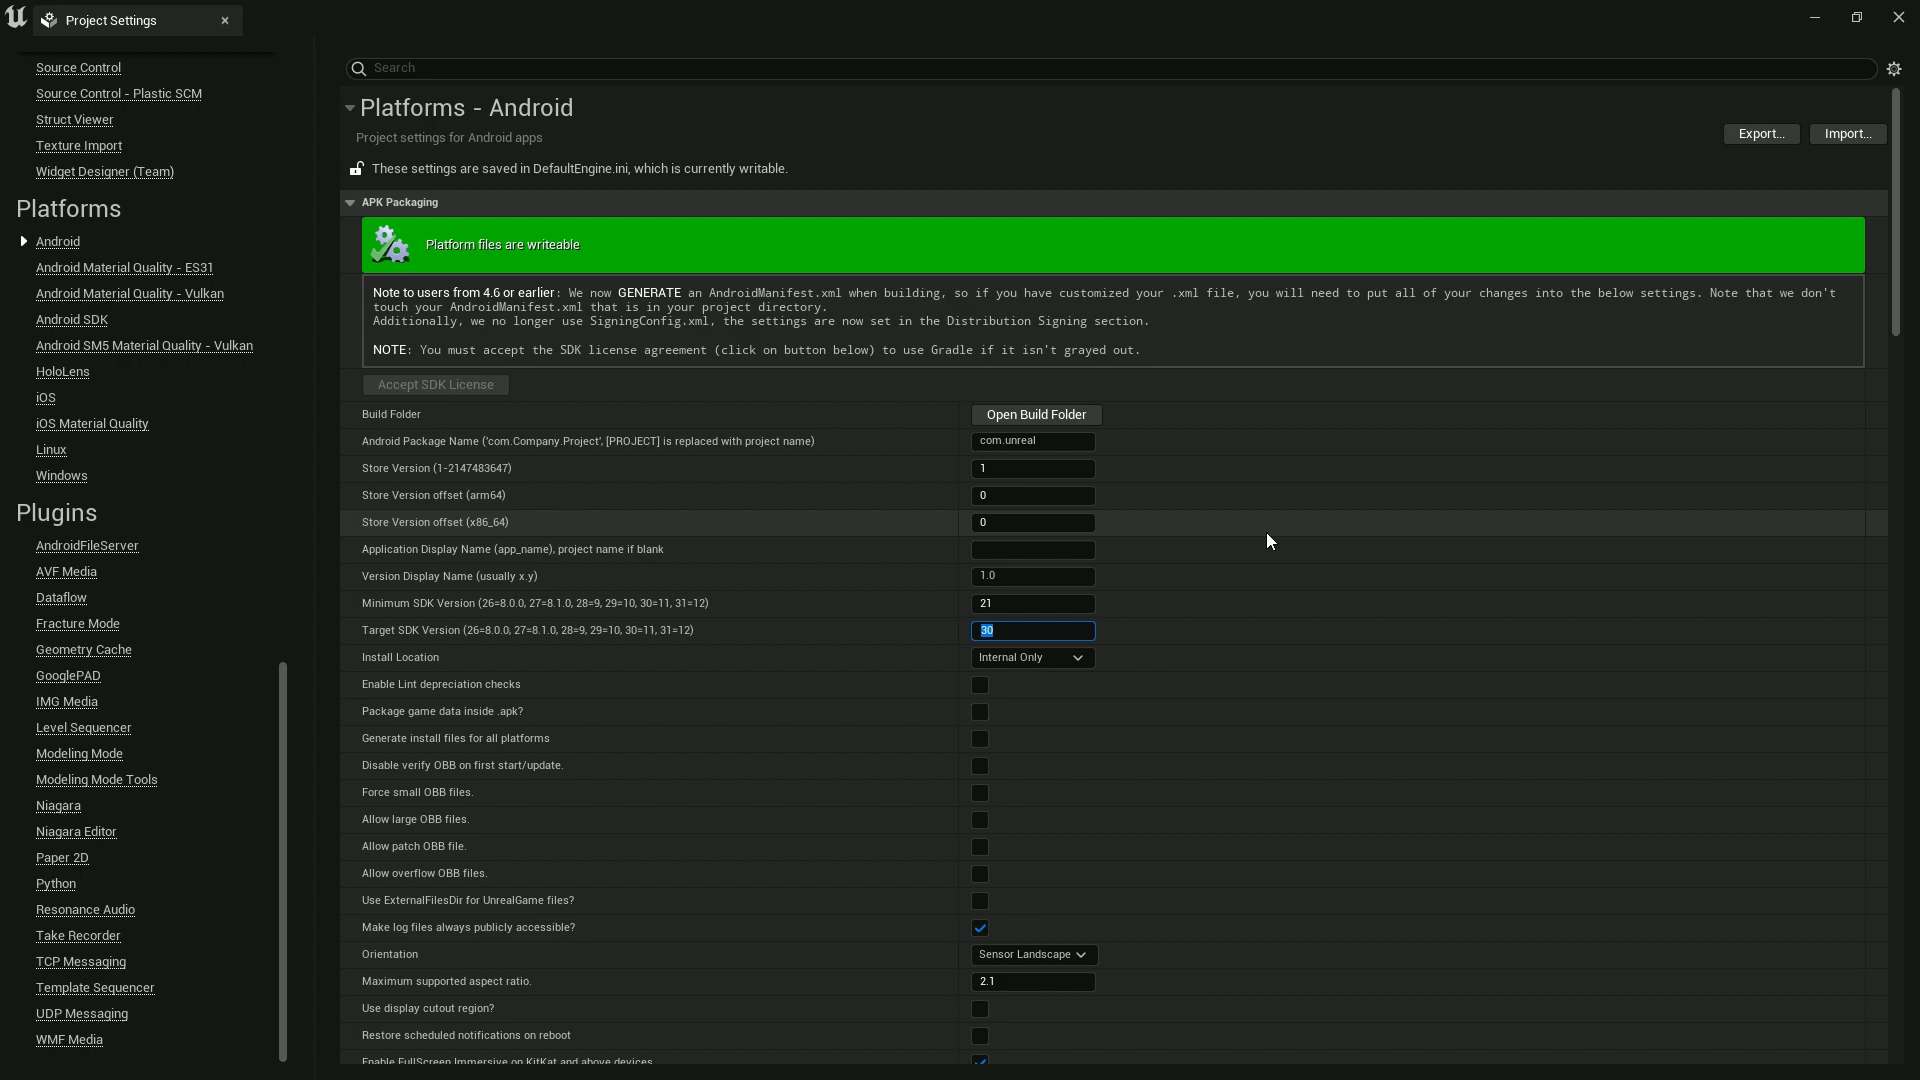 Project Settings
Source Control
Source Control - Plastic SCM
Struct Viewer
Texture Import
Widget Designer (Team)
Platforms
Android
Android Material Quality - ES31
Android Material Quality - Vulkan
Android SDK
Android SM5 Material Quality - Vulkan
HoloLens
iOS
iOS Material Quality
Linux
Windows
Plugins
AndroidFileServer
AVF Media
Dataflow
Fracture Mode
Geometry Cache
GooglePAD
IMG Media
Level Sequencer
Modeling Mode
Modeling Mode Tools
Niagara
Niagara Editor
Paper 2D
Python
Resonance Audio
Take Recorder
TCP Messaging
Template Sequencer
UDP Messaging
WMF Media
Search
Platforms - Android
Project settings for Android apps
Export... Import...
These settings are saved in DefaultEngine.ini, which is currently writable.
APK Packaging
Platform files are writeable
Note to users from 4.6 or earlier: We now GENERATE an AndroidManifest.xml when building, so if you have customized your .xml file, you will need to put all of your changes into the below settings. Note that we don't
touch your AndroidManifest.xml that is in your project directory.
Additionally, we no longer use SigningConfig.xml, the settings are now set in the Distribution Signing section.
NOTE: You must accept the SDK license agreement (click on button below) to use Gradle if it isn't grayed out.
Accept SDK License
Build Folder Open Build Folder
Android Package Name ('com.Company.Project', [PROJECT] is replaced with project name) com.unreal
Store Version (1-2147483647) 1
Store Version offset (arm64) 0
Store Version offset (x86_64) 0
Application Display Name (app_name), project name if blank
Version Display Name (usually x.y) 1.0
Minimum SDK Version (26=8.0.0, 27=8.1.0, 28=9, 29=10, 30=11, 31=12) 21
Target SDK Version (26=8.0.0, 27=8.1.0, 28=9, 29=10, 30=11, 31=12) 30
Install Location Internal Only
Enable Lint depreciation checks
Package game data inside .apk?
Generate install files for all platforms
Disable verify OBB on first start/update.
Force small OBB files.
Allow large OBB files.
Allow patch OBB file.
Allow overflow OBB files.
Use ExternalFilesDir for UnrealGame files?
Make log files always publicly accessible?
Orientation Sensor Landscape
Maximum supported aspect ratio. 2.1
Use display cutout region?
Restore scheduled notifications on reboot
Enable FullScreen Immersive on KitKat and above devices.